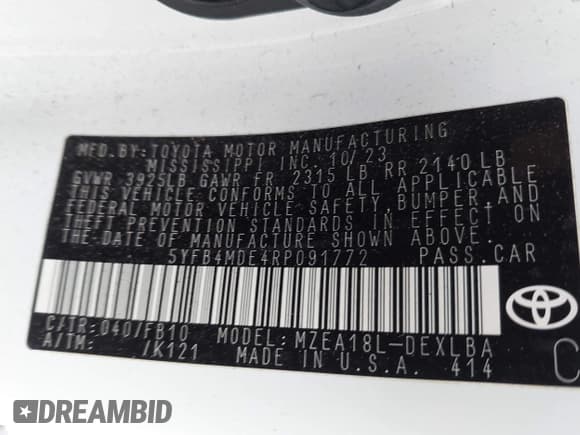 MFD.BY:TOYOTA MOTOR MANUFACTURING
MISSISSIPPI INC. 10/23
GVWR 3925LB GAWR FR 2315 LB RR 2140 LB
THIS VEHICLE CONFORMS TO ALL APPLICABLE
FEDERAL MOTOR VEHICLE SAFETY, BUMPER, AND
THEFT PREVENTION STANDARDS IN EFFECT ON
THE DATE OF MANUFACTURE SHOWN ABOVE.
5YFB4MDE4RP091772 PASS.CAR
C/TR:040/FB10 MODEL:MZEA18L-DEXLBA
A/TM: /K121 MADE IN U.S.A. 414
C
DREAMBID
DREAMBID